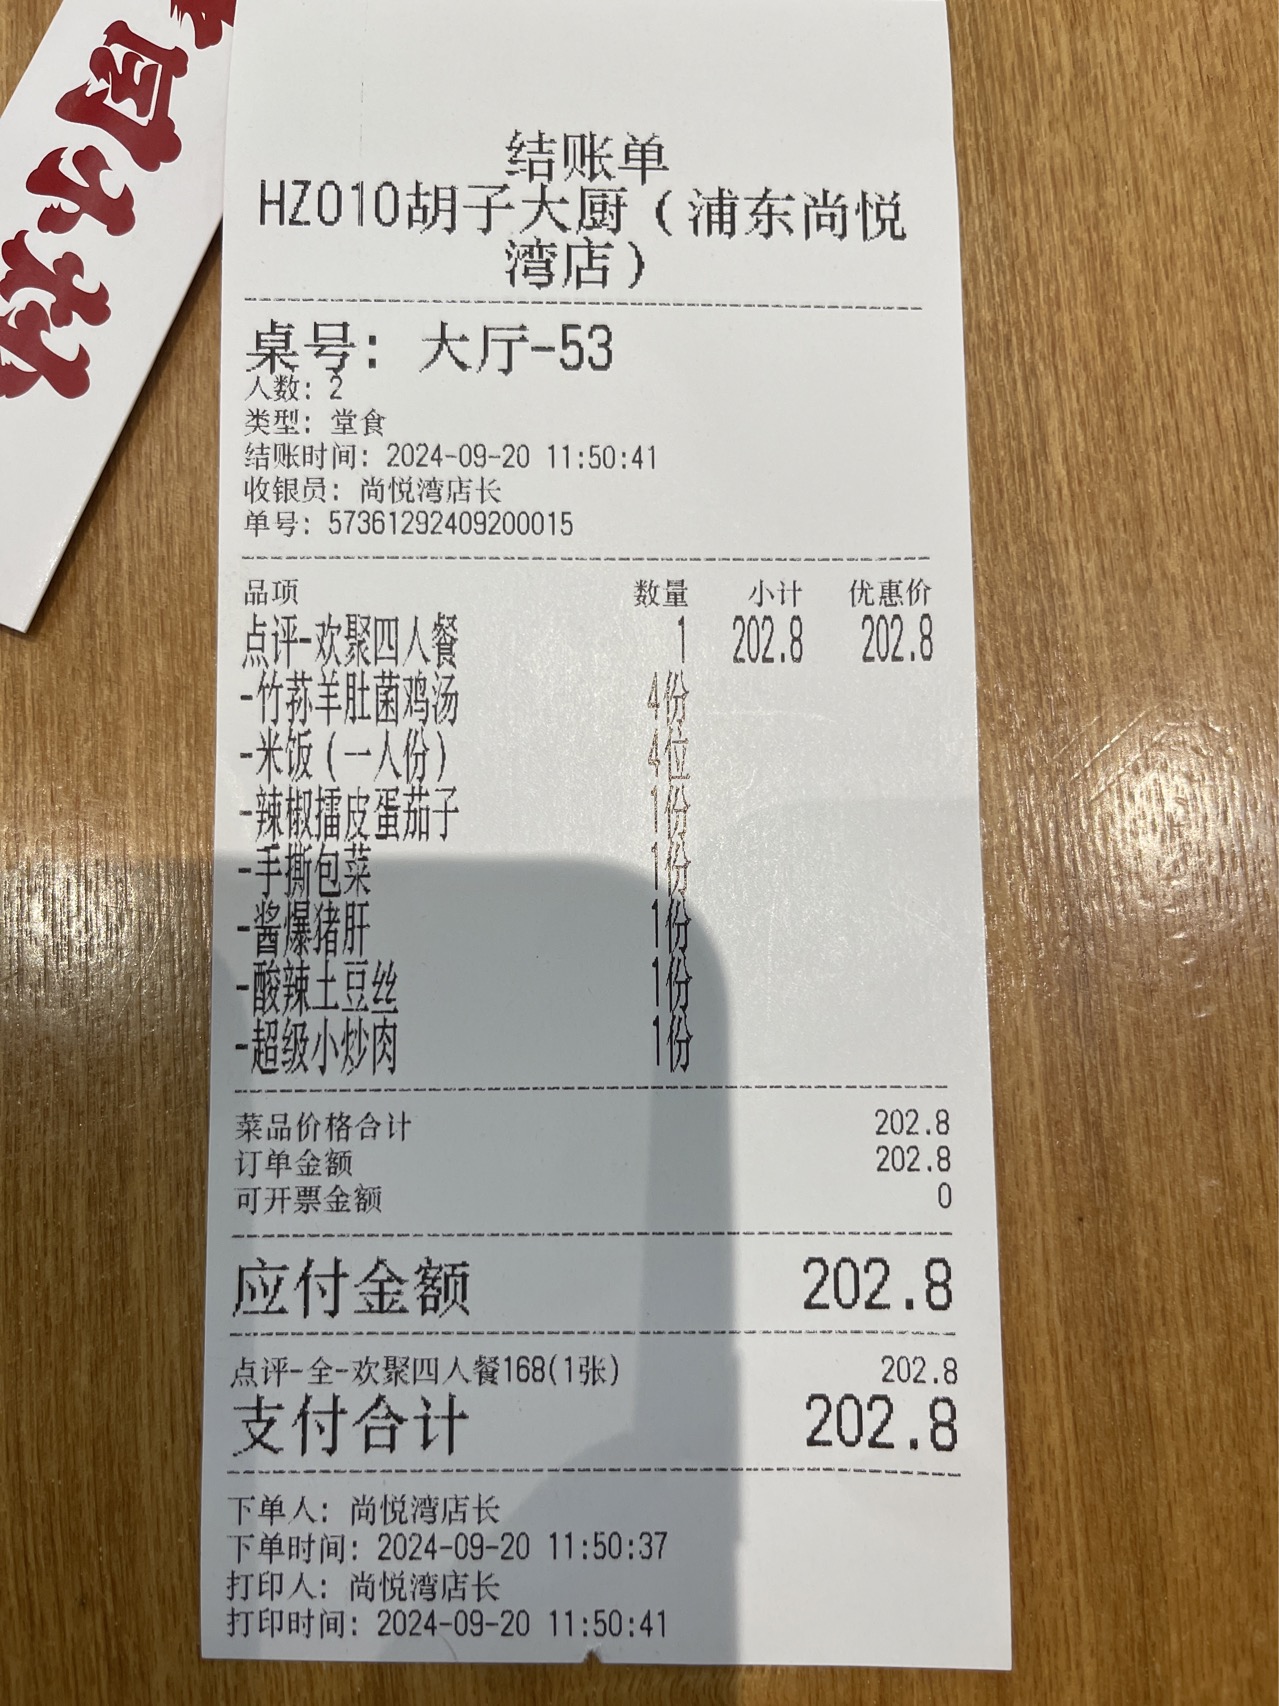 结账单
HZ010胡子大厨（浦东尚悦
湾店）
桌号：大厅-53
人数：2
类型：堂食
结账时间：2024-09-20 11:50:41
收银员：尚悦湾店长
单号：57361292409200015
品项 数量 小计 优惠价
点评-欢聚四人餐 1 202.8 202.8
-竹荪羊肚菌鸡汤 4份
-米饭（一人份） 4位
-辣椒擂皮蛋茄子 1份
-手撕包菜 1份
-酱爆猪肝 1份
-酸辣土豆丝 1份
-超级小炒肉 1份
菜品价格合计 202.8
订单金额 202.8
可开票金额 0
应付金额 202.8
点评-全-欢聚四人餐168(1张) 202.8
支付合计 202.8
下单人：尚悦湾店长
下单时间：2024-09-20 11:50:37
打印人：尚悦湾店长
打印时间：2024-09-20 11:50:41